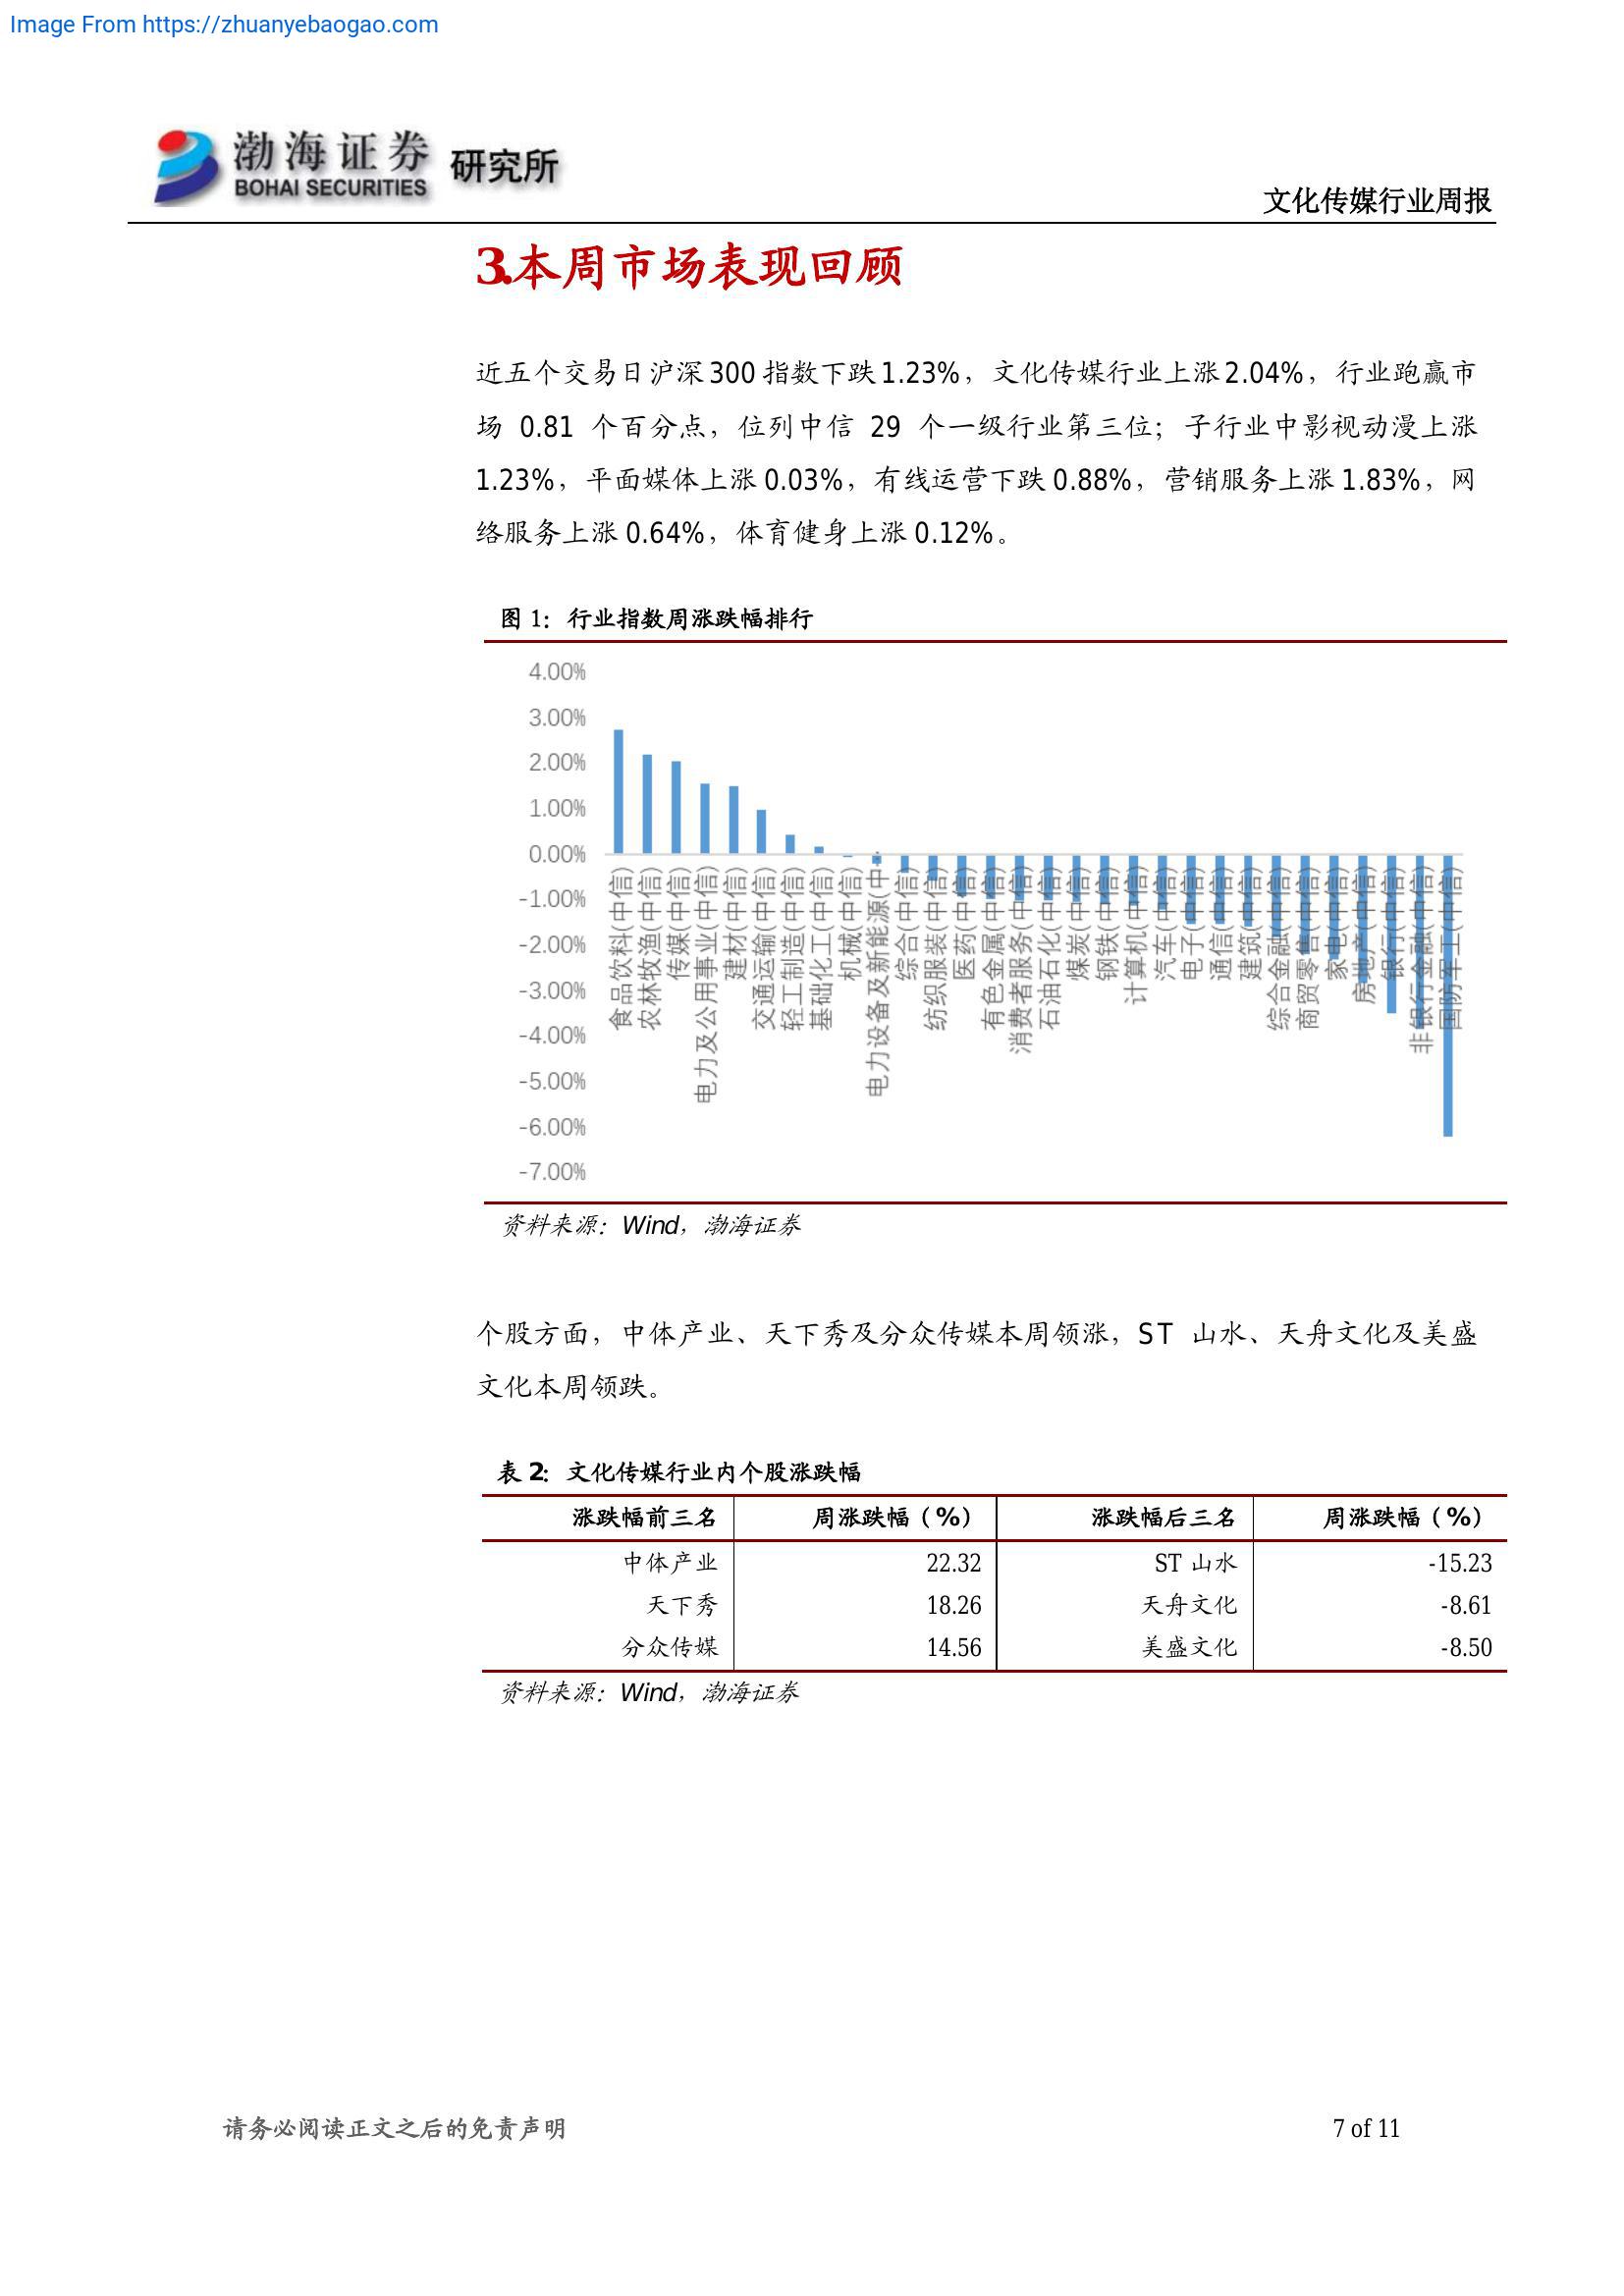 Image From https://zhuanyebaogao.com
渤海证券 研究所
BOHAI SECURITIES
文化传媒行业周报
3.本周市场表现回顾
近五个交易日沪深300指数下跌1.23%，文化传媒行业上涨2.04%，行业跑赢市
场 0.81 个百分点，位列中信 29 个一级行业第三位；子行业中影视动漫上涨
1.23%，平面媒体上涨0.03%，有线运营下跌0.88%，营销服务上涨1.83%，网
络服务上涨0.64%，体育健身上涨0.12%。
图 1：行业指数周涨跌幅排行
4.00%
3.00%
2.00%
1.00%
0.00%
-1.00%
-2.00%
-3.00%
-4.00%
-5.00%
-6.00%
-7.00%
食品饮料(中信)
农林牧渔(中信)
传媒(中信)
电力及公用事业(中信)
建材(中信)
交通运输(中信)
轻工制造(中信)
基础化工(中信)
机械(中信)
电力设备及新能源(中…
综合(中信)
纺织服装(中信)
医药(中信)
有色金属(中信)
消费者服务(中信)
石油石化(中信)
煤炭(中信)
钢铁(中信)
计算机(中信)
汽车(中信)
电子(中信)
通信(中信)
建筑(中信)
综合金融(中信)
商贸零售(中信)
家电(中信)
房地产(中信)
银行(中信)
非银行金融(中信)
国防军工(中信)
资料来源：Wind，渤海证券
个股方面，中体产业、天下秀及分众传媒本周领涨，ST 山水、天舟文化及美盛
文化本周领跌。
表 2：文化传媒行业内个股涨跌幅
涨跌幅前三名 周涨跌幅（%） 涨跌幅后三名 周涨跌幅（%）
中体产业 22.32 ST 山水 -15.23
天下秀 18.26 天舟文化 -8.61
分众传媒 14.56 美盛文化 -8.50
资料来源：Wind，渤海证券
请务必阅读正文之后的免责声明 7 of 11